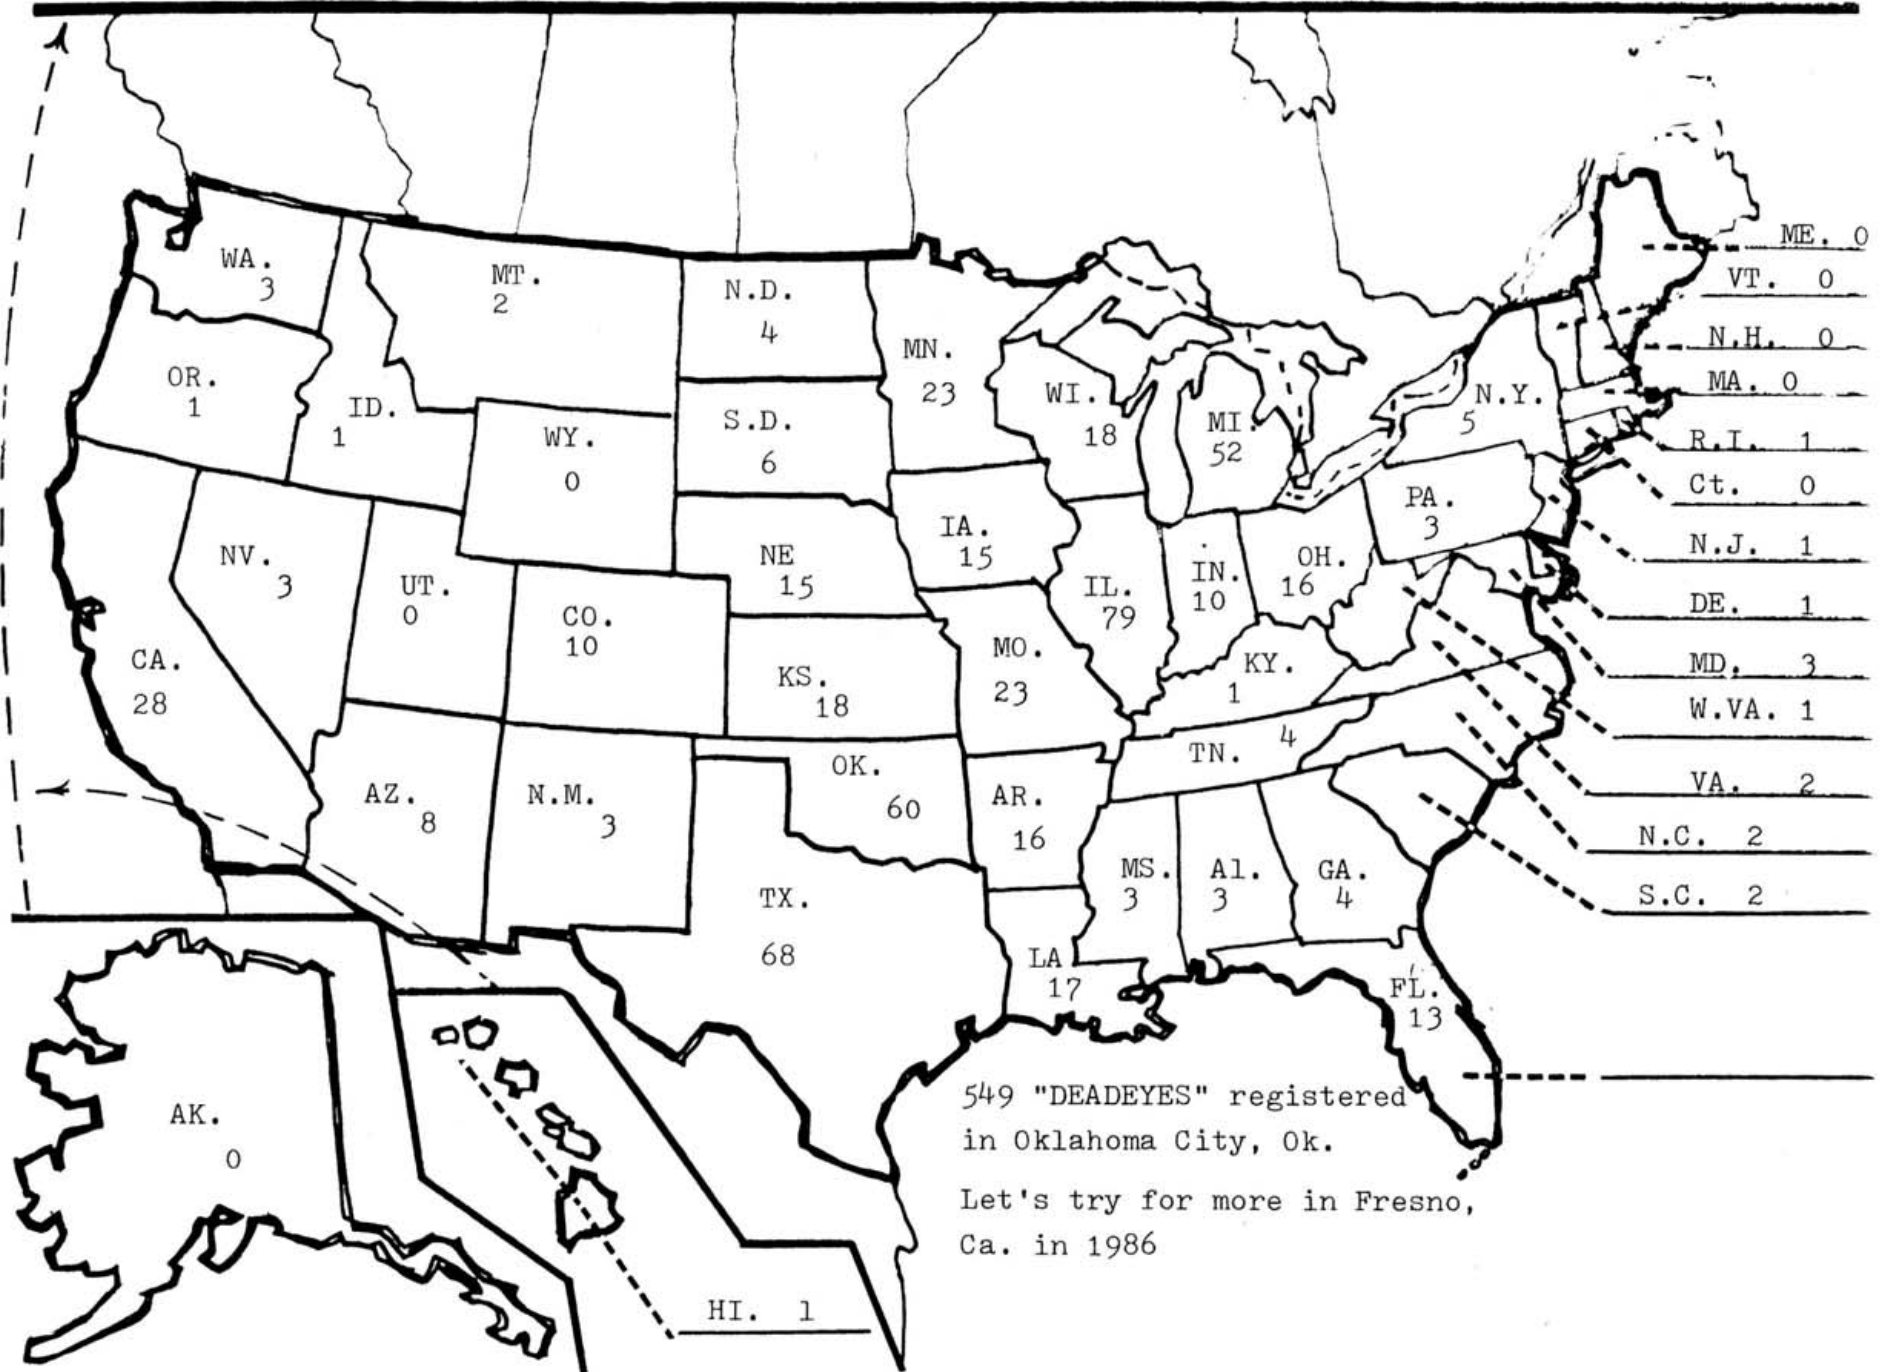 ME. 0
VT. 0
N.H. 0
MA. 0
R.I. 1
Ct. 0
N.J. 1
DE. 1
MD. 3
W.VA. 1
VA. 2
N.C. 2
S.C. 2
WA.
3
MT.
2
N.D.
4
MN.
23
OR.
1
ID.
1
WY.
0
S.D.
6
WI.
18
MI.
52
N.Y.
5
PA.
3
NV.
3
UT.
0
CO.
10
NE
15
IA.
15
IL.
79
IN.
10
OH.
16
CA.
28
KS.
18
MO.
23
KY.
1
TN.
4
AZ.
8
N.M.
3
OK.
60
AR.
16
MS.
3
Al.
3
GA.
4
TX.
68
LA
17
FL.
13
AK.
0
HI. 1
549 "DEADEYES" registered
in Oklahoma City, Ok.
Let's try for more in Fresno,
Ca. in 1986